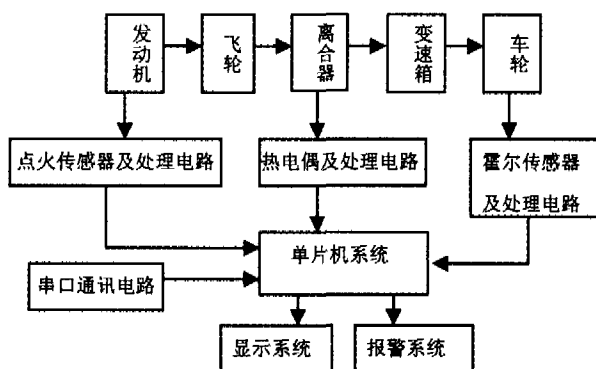 发动机
飞轮
离合器
变速箱
车轮
点火传感器及处理电路
热电偶及处理电路
霍尔传感器
及处理电路
单片机系统
串口通讯电路
显示系统
报警系统